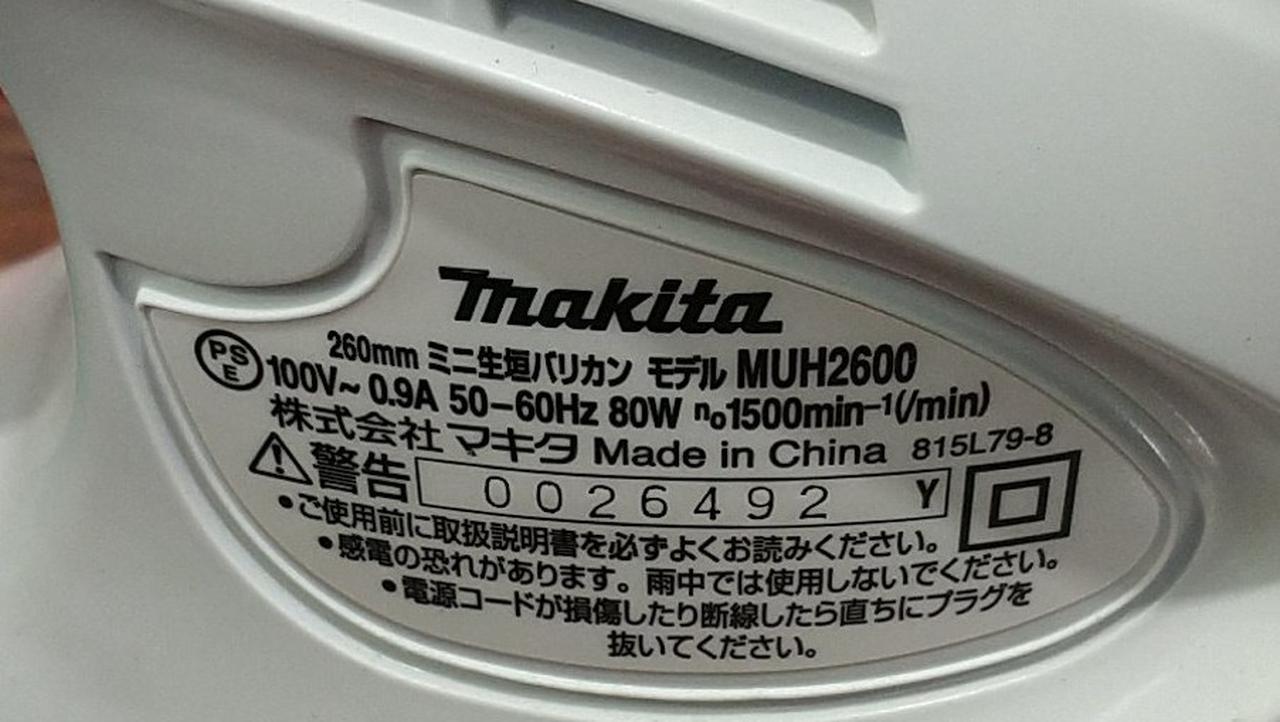 makita
PS
E
260mm ミニ生垣バリカン モデル MUH2600
100V~ 0.9A 50-60Hz 80W n₀1500min⁻¹(/min)
株式会社 マキタ Made in China 815L79-8
警告 0026492 Y
•ご使用前に取扱説明書を必ずよくお読みください。
•感電の恐れがあります。雨中では使用しないでください。
•電源コードが損傷したり断線したら直ちにプラグを
抜いてください。